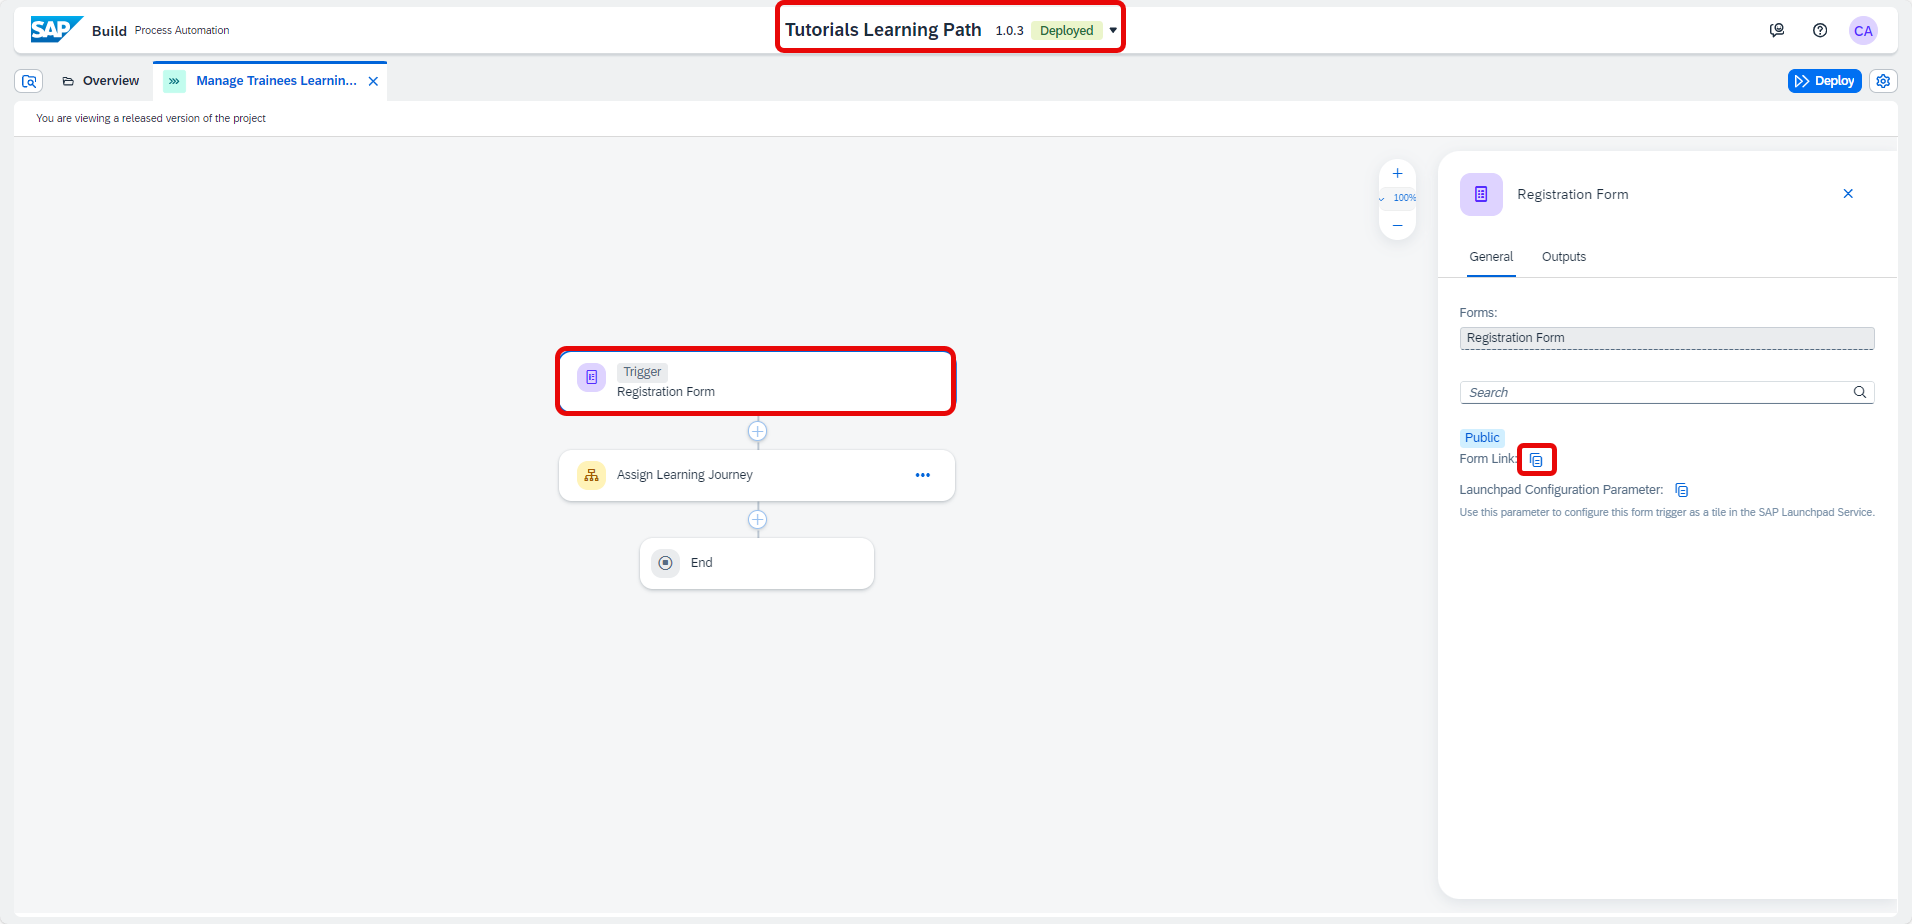 SAP Build Process Automation
Tutorials Learning Path 1.0.3 Deployed
CA
Overview
Manage Trainees Learnin...
Deploy
You are viewing a released version of the project
100%
Trigger
Registration Form
Assign Learning Journey
End
Registration Form
General Outputs
Forms:
Registration Form
Search
Public
Form Link:
Launchpad Configuration Parameter:
Use this parameter to configure this form trigger as a tile in the SAP Launchpad Service.